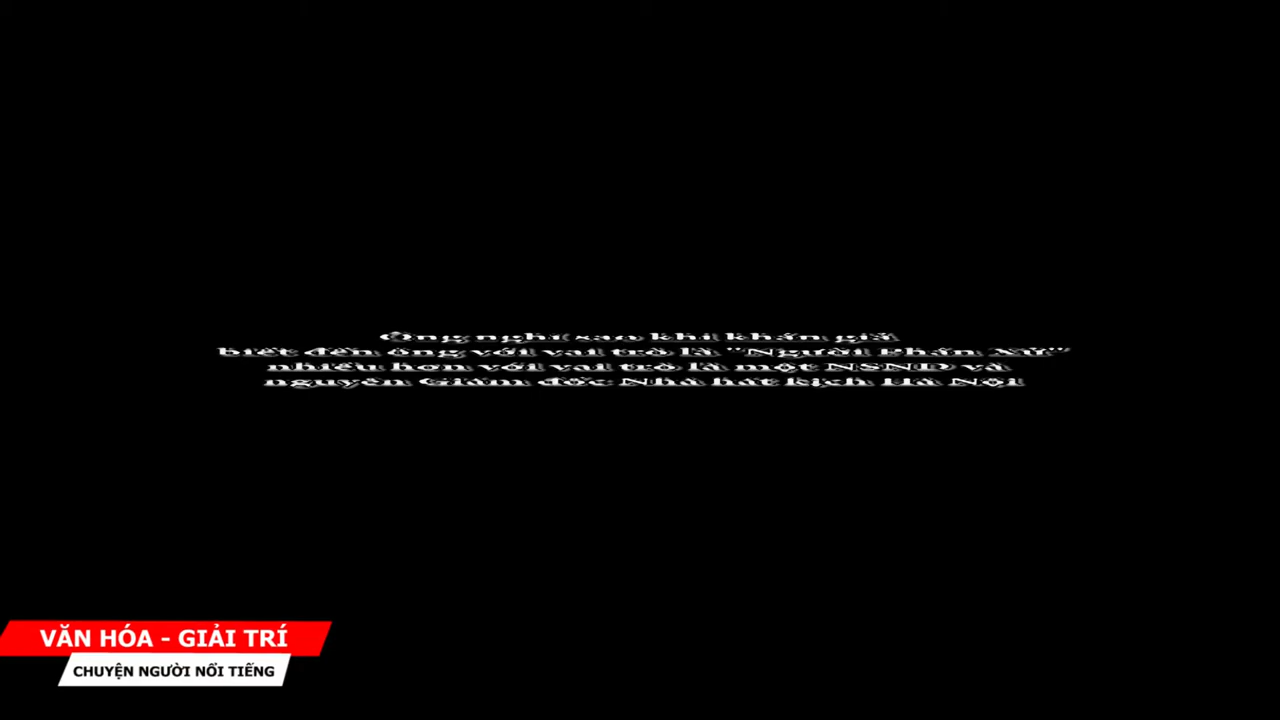 Ông nghĩ sao khi khán giả
biết đến ông với vai trò là "Người Phán Xử"
nhiều hơn với vai trò là một NSND và
nguyên Giám đốc Nhà hát kịch Hà Nội
VĂN HÓA - GIẢI TRÍ
CHUYỆN NGƯỜI NỔI TIẾNG